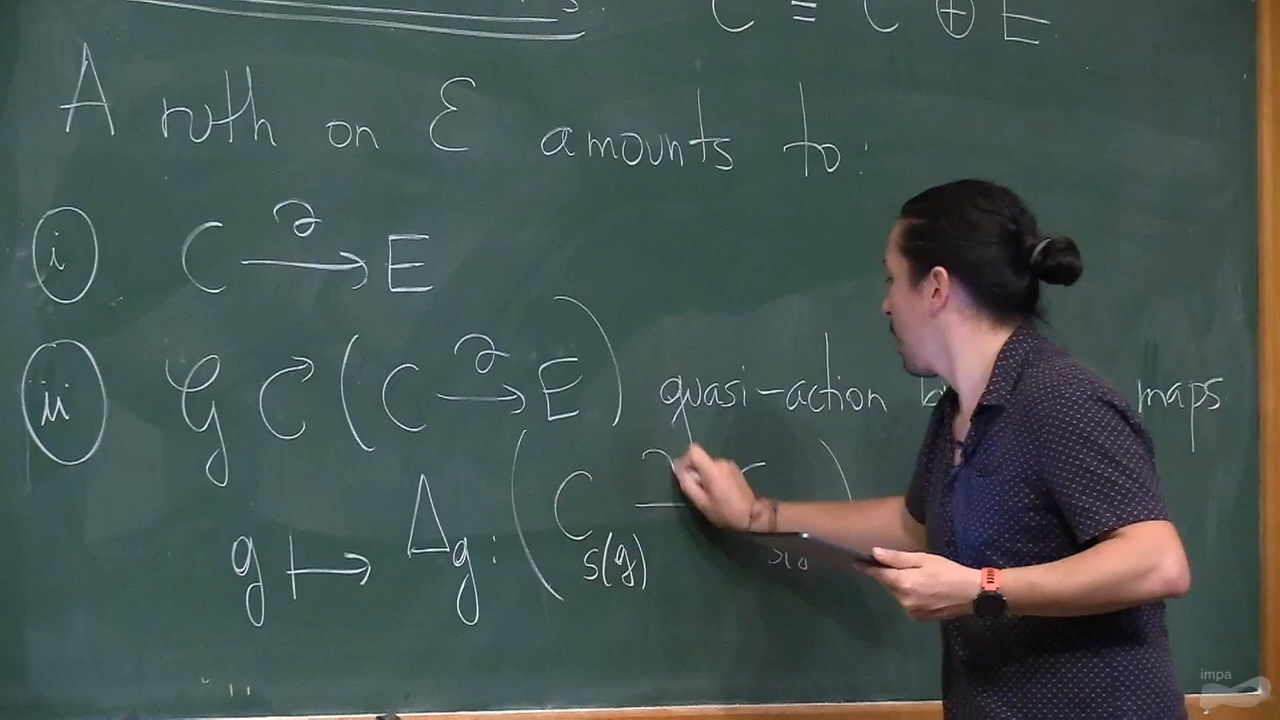 C = C ⊕ E
A ruth on ℰ amounts to:
i) C —∂→ E
ii) 𝒢 ↻ (C —∂→ E) quasi-action maps
g ↦ Δg : (C s(g)
impa